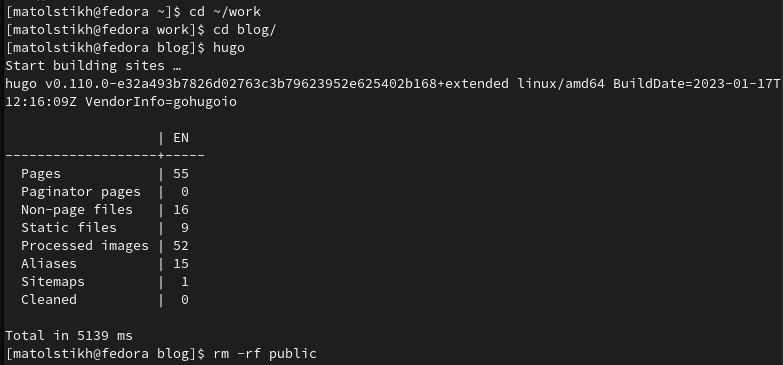 [matolstikh@fedora ~]$ cd ~/work
[matolstikh@fedora work]$ cd blog/
[matolstikh@fedora blog]$ hugo
Start building sites …
hugo v0.110.0-e32a493b7826d02763c3b79623952e625402b168+extended linux/amd64 BuildDate=2023-01-17T
12:16:09Z VendorInfo=gohugoio
                   | EN
-------------------+-----
  Pages            | 55
  Paginator pages  |  0
  Non-page files   | 16
  Static files     |  9
  Processed images | 52
  Aliases          | 15
  Sitemaps         |  1
  Cleaned          |  0
Total in 5139 ms
[matolstikh@fedora blog]$ rm -rf public